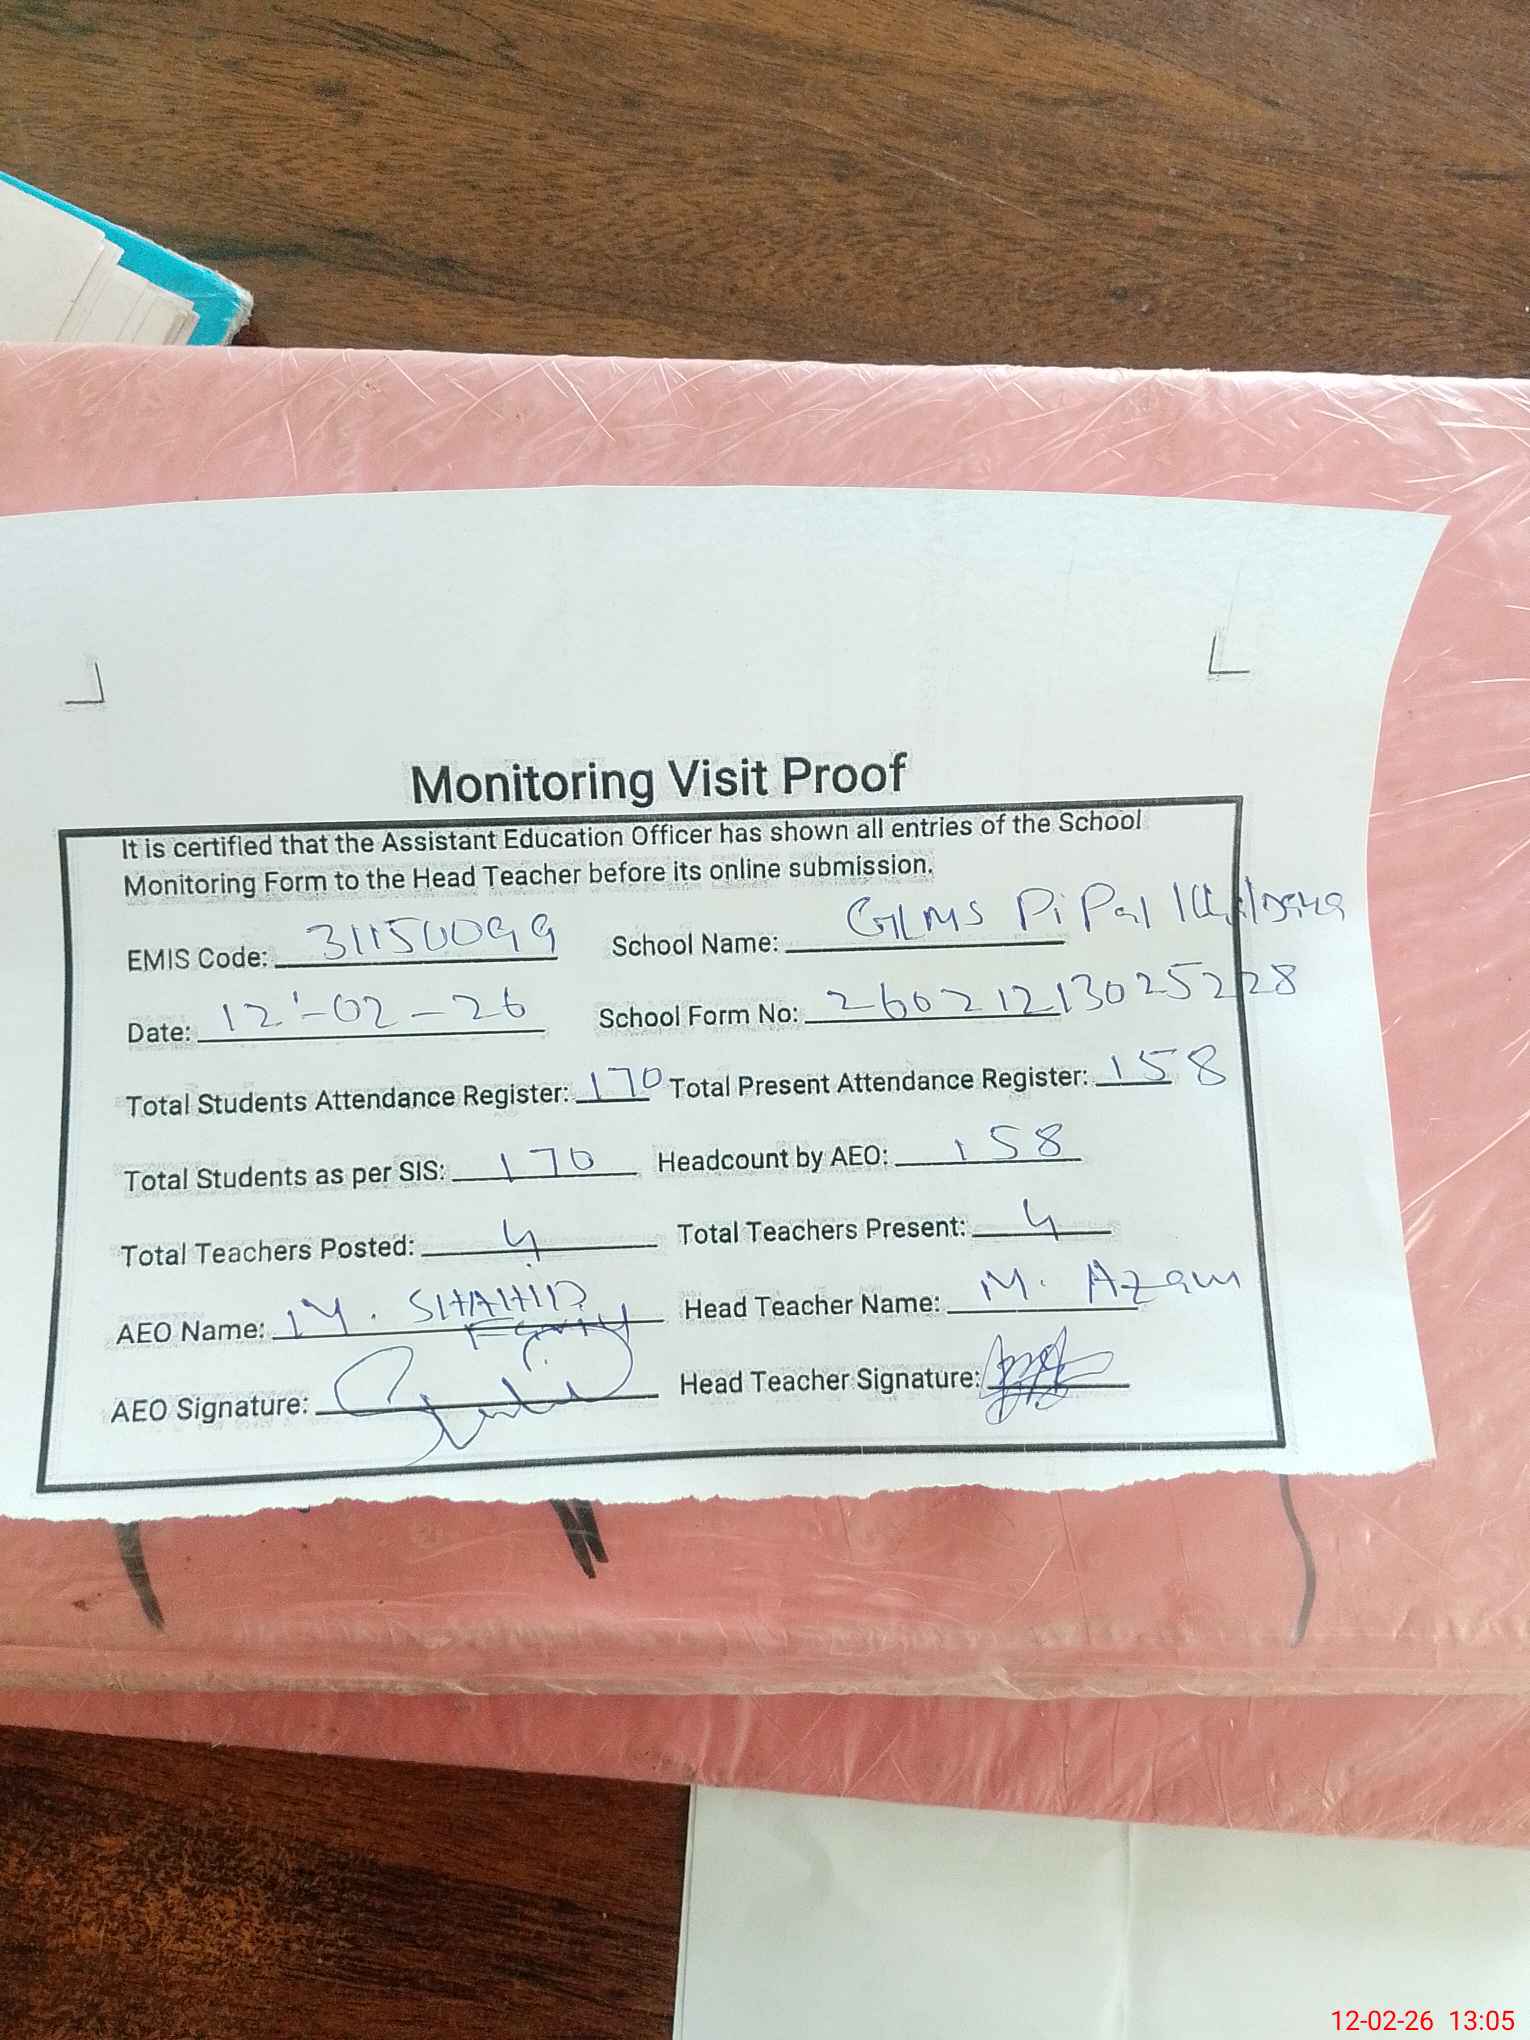 Monitoring Visit Proof
It is certified that the Assistant Education Officer has shown all entries of the School
Monitoring Form to the Head Teacher before its online submission.
EMIS Code: 31150099 School Name: GLMS PiPal
Date: 12-02-26 School Form No: 26021213025228
Total Students Attendance Register: 170 Total Present Attendance Register: 158
Total Students as per SIS: 170 Headcount by AEO: 158
Total Teachers Posted: 4 Total Teachers Present: 4
AEO Name: M. SHAHID Head Teacher Name: M. Azam
AEO Signature: Head Teacher Signature:
12-02-26 13:05